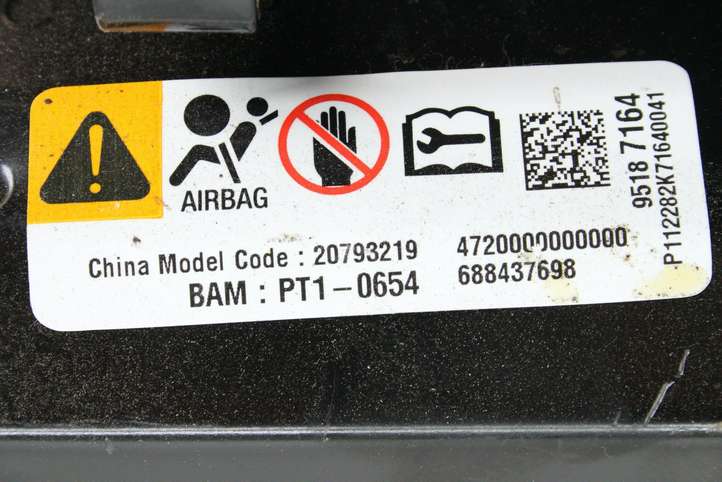 AIRBAG
China Model Code : 20793219
BAM : PT1-0654
4720000000000
688437698
9518 7164
P112282K71640041